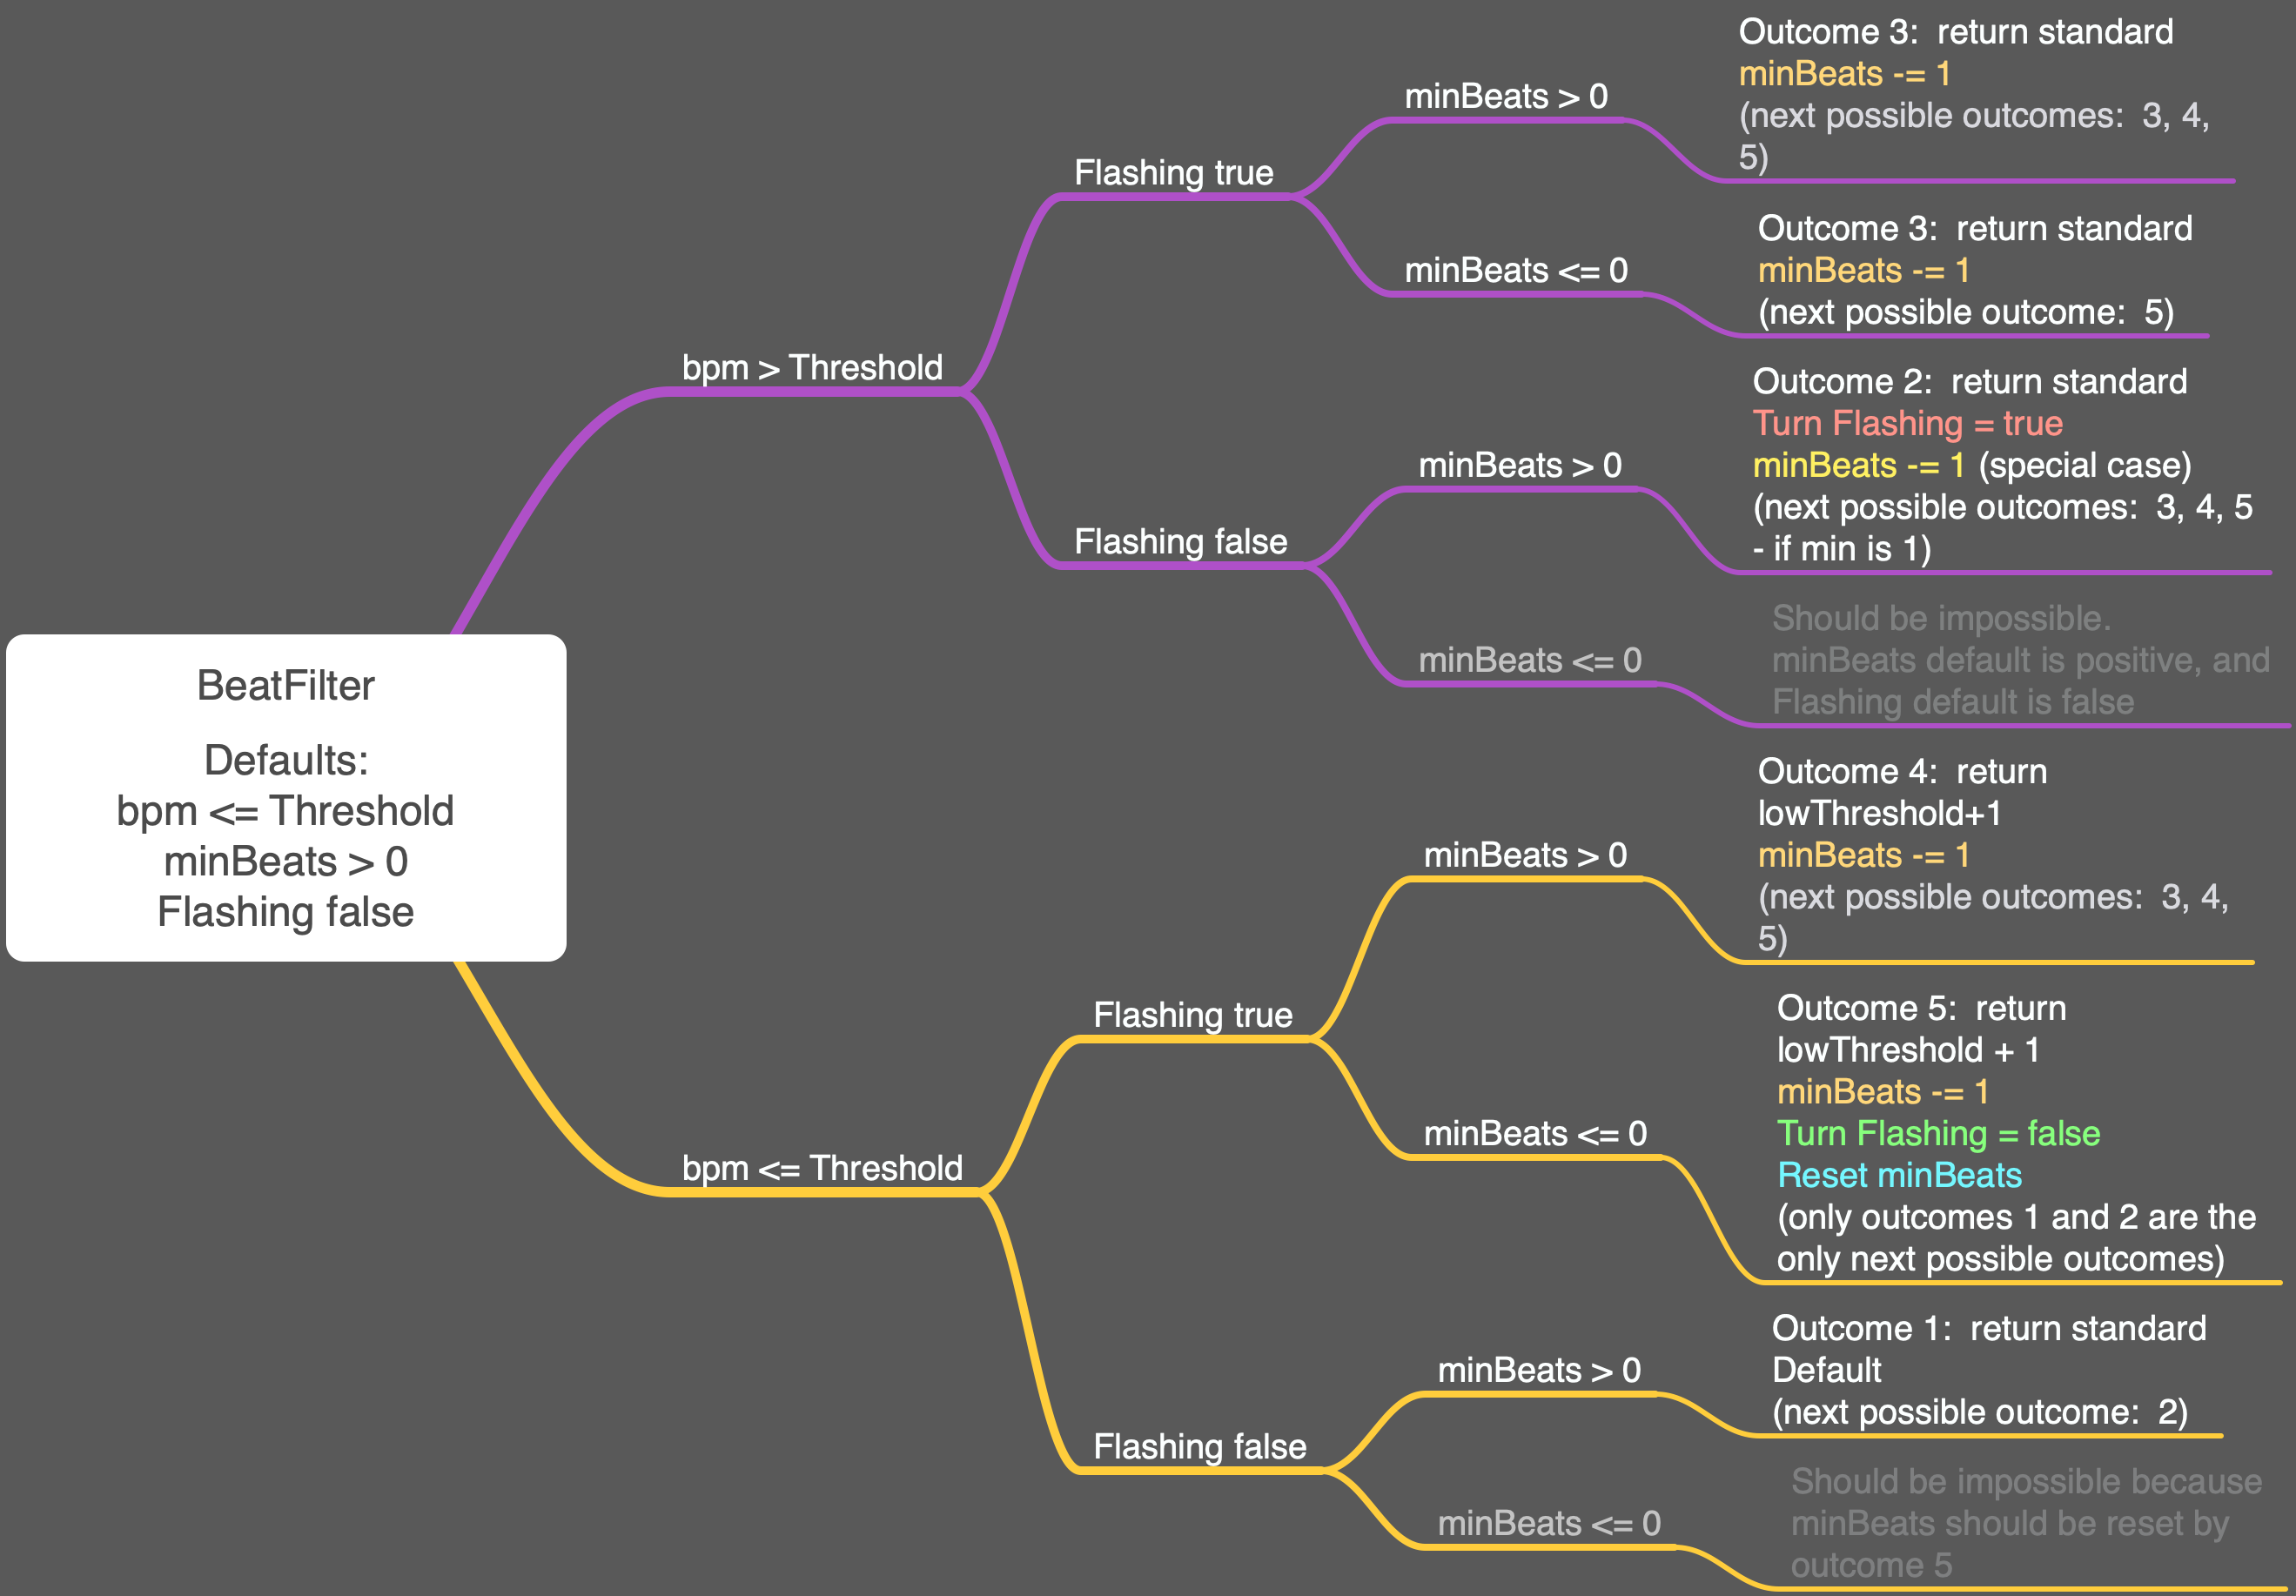 BeatFilter
Defaults:
bpm <= Threshold
minBeats > 0
Flashing false
bpm > Threshold
Flashing true
minBeats > 0
Outcome 3:  return standard
minBeats -= 1
(next possible outcomes:  3, 4,
5)
minBeats <= 0
Outcome 3:  return standard
minBeats -= 1
(next possible outcome:  5)
Flashing false
minBeats > 0
Outcome 2:  return standard
Turn Flashing = true
minBeats -= 1 (special case)
(next possible outcomes:  3, 4, 5
- if min is 1)
minBeats <= 0
Should be impossible.
minBeats default is positive, and
Flashing default is false
bpm <= Threshold
Flashing true
minBeats > 0
Outcome 4:  return
lowThreshold+1
minBeats -= 1
(next possible outcomes:  3, 4,
5)
minBeats <= 0
Outcome 5:  return
lowThreshold + 1
minBeats -= 1
Turn Flashing = false
Reset minBeats
(only outcomes 1 and 2 are the
only next possible outcomes)
Flashing false
minBeats > 0
Outcome 1:  return standard
Default
(next possible outcome:  2)
minBeats <= 0
Should be impossible because
minBeats should be reset by
outcome 5